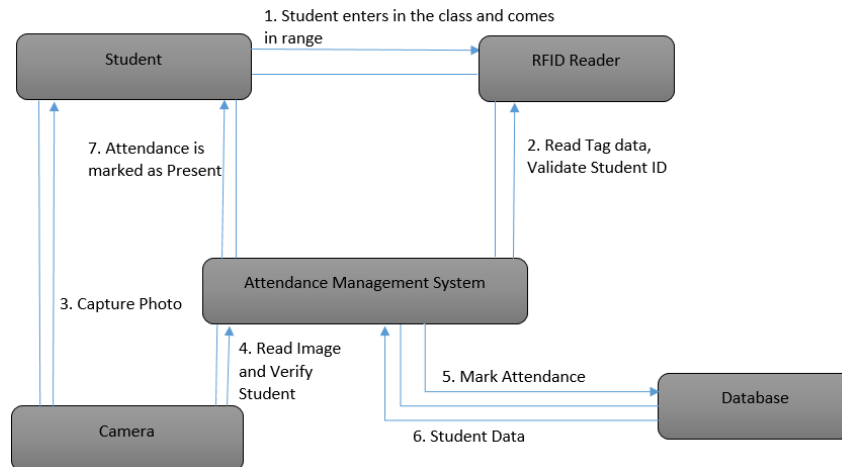 1. Student enters in the class and comes
in range
Student
RFID Reader
7. Attendance is
marked as Present
2. Read Tag data,
Validate Student ID
Attendance Management System
3. Capture Photo
4. Read Image
and Verify
Student
5. Mark Attendance
Database
Camera
6. Student Data